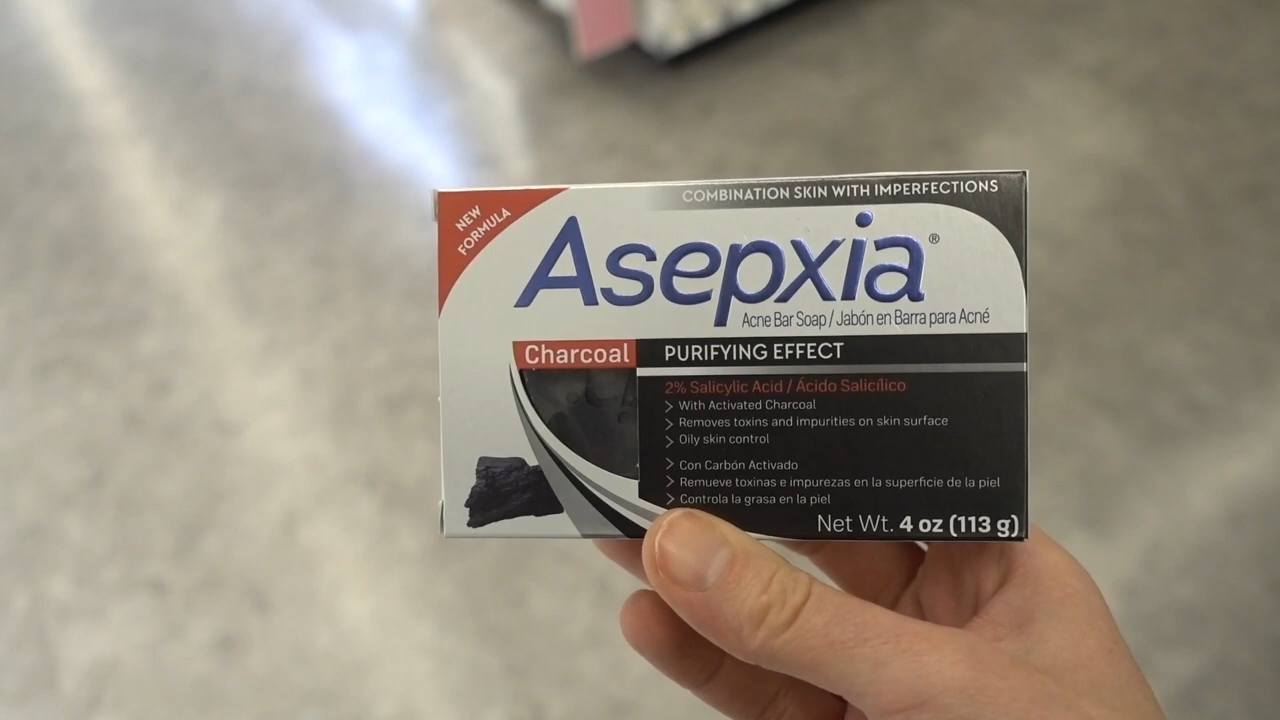 COMBINATION SKIN WITH IMPERFECTIONS
NEW
FORMULA
Asepxia®
Acne Bar Soap / Jabón en Barra para Acné
Charcoal
PURIFYING EFFECT
2% Salicylic Acid / Ácido Salicílico
With Activated Charcoal
Removes toxins and impurities on skin surface
Oily skin control
Con Carbón Activado
Remueve toxinas e impurezas en la superficie de la piel
Controla la grasa en la piel
Net Wt. 4 oz (113 g)